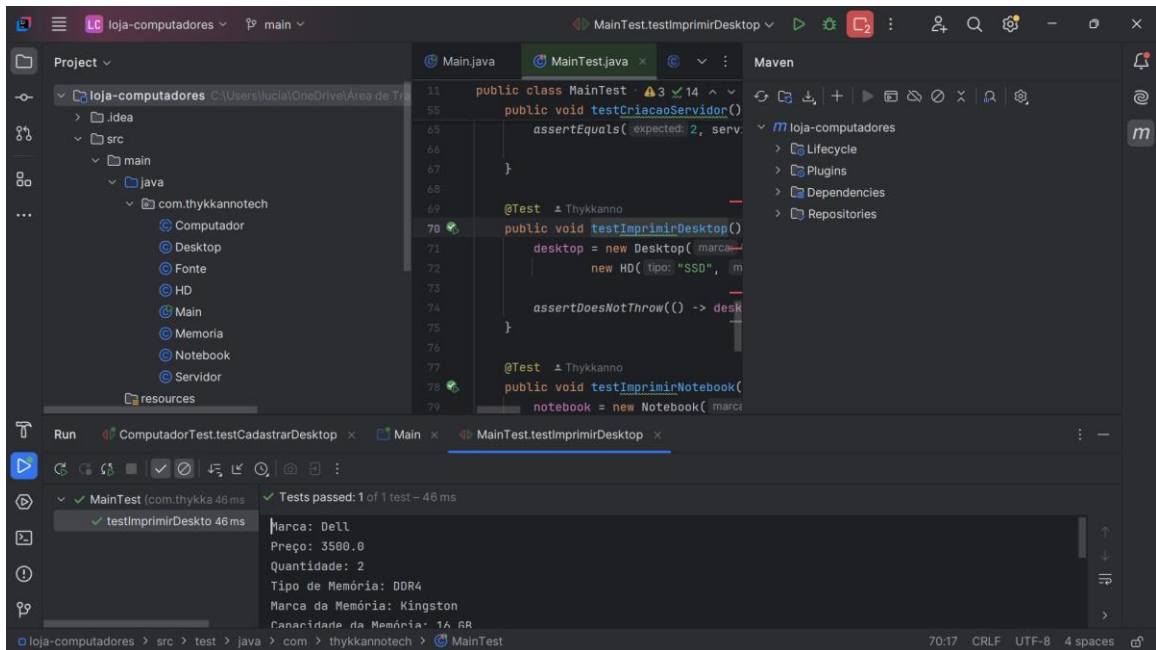 LC loja-computadores main MainTest.testImprimirDesktop 2
Project
loja-computadores C:\Users\lucia\OneDrive\Área de Tra
.idea
src
main
java
com.thykkannotech
Computador
Desktop
Fonte
HD
Main
Memoria
Notebook
Servidor
resources
Main.java MainTest.java
11 public class MainTest 3 14
55 public void testCriacaoServidor()
65 assertEquals( expected: 2, serv
66
67 }
68
69 @Test Thykkanno
70 public void testImprimirDesktop()
71 desktop = new Desktop( marca:
72 new HD( tipo: "SSD", m
73
74 assertDoesNotThrow(() -> desk
75 }
76
77 @Test Thykkanno
78 public void testImprimirNotebook(
79 notebook = new Notebook( marca
Maven
m loja-computadores
Lifecycle
Plugins
Dependencies
Repositories
m
Run ComputadorTest.testCadastrarDesktop Main MainTest.testImprimirDesktop
MainTest (com.thykka 46 ms
testImprimirDeskto 46 ms
Tests passed: 1 of 1 test – 46 ms
Marca: Dell
Preço: 3500.0
Quantidade: 2
Tipo de Memória: DDR4
Marca da Memória: Kingston
Capacidade da Memória: 16 GB
loja-computadores > src > test > java > com > thykkannotech > MainTest 70:17 CRLF UTF-8 4 spaces